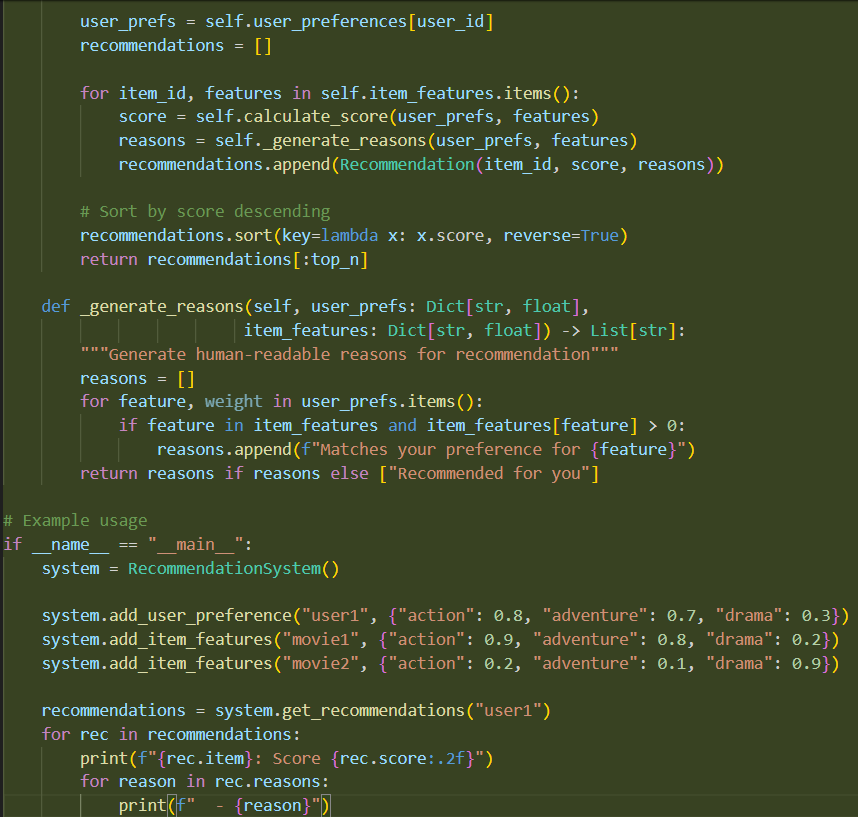 user_prefs = self.user_preferences[user_id]
recommendations = []
for item_id, features in self.item_features.items():
score = self.calculate_score(user_prefs, features)
reasons = self._generate_reasons(user_prefs, features)
recommendations.append(Recommendation(item_id, score, reasons))
# Sort by score descending
recommendations.sort(key=lambda x: x.score, reverse=True)
return recommendations[:top_n]
def _generate_reasons(self, user_prefs: Dict[str, float],
item_features: Dict[str, float]) -> List[str]:
"""Generate human-readable reasons for recommendation"""
reasons = []
for feature, weight in user_prefs.items():
if feature in item_features and item_features[feature] > 0:
reasons.append(f"Matches your preference for {feature}")
return reasons if reasons else ["Recommended for you"]
# Example usage
if __name__ == "__main__":
system = RecommendationSystem()
system.add_user_preference("user1", {"action": 0.8, "adventure": 0.7, "drama": 0.3})
system.add_item_features("movie1", {"action": 0.9, "adventure": 0.8, "drama": 0.2})
system.add_item_features("movie2", {"action": 0.2, "adventure": 0.1, "drama": 0.9})
recommendations = system.get_recommendations("user1")
for rec in recommendations:
print(f"{rec.item}: Score {rec.score:.2f}")
for reason in rec.reasons:
print(f"  - {reason}")